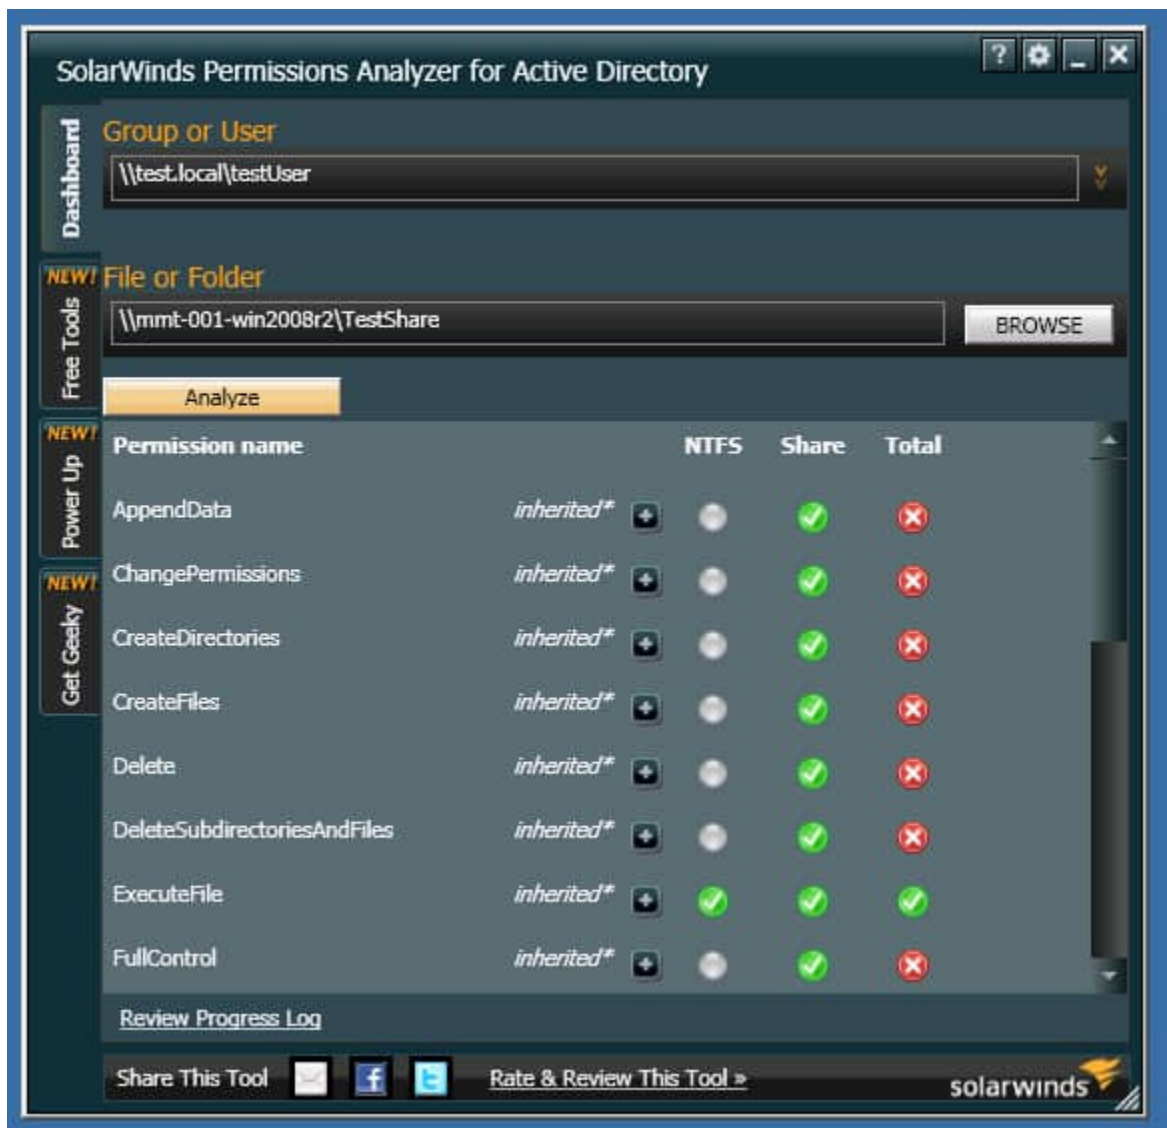 SolarWinds Permissions Analyzer for Active Directory
?
Dashboard
Group or User
\\test.local\testUser
NEW!
Free Tools
File or Folder
\\mmt-001-win2008r2\TestShare
BROWSE
Analyze
NEW!
Power Up
NEW!
Get Geeky
Permission name NTFS Share Total
AppendData inherited*
ChangePermissions inherited*
CreateDirectories inherited*
CreateFiles inherited*
Delete inherited*
DeleteSubdirectoriesAndFiles inherited*
ExecuteFile inherited*
FullControl inherited*
Review Progress Log
Share This Tool Rate & Review This Tool »
solarwinds